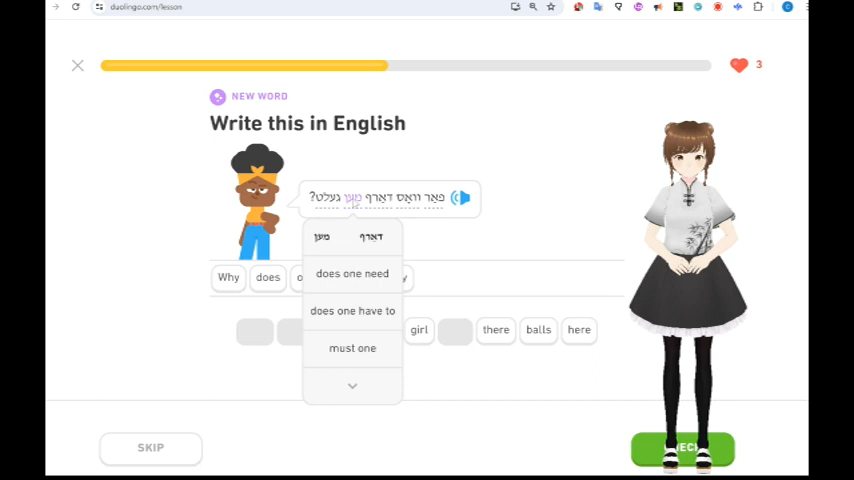 duolingo.com/lesson
3
NEW WORD
Write this in English
פֿאַר וואָס דאַרף מען געלט?
דאַרף מען
does one need
does one have to
must one
Why does
girl there balls here
SKIP